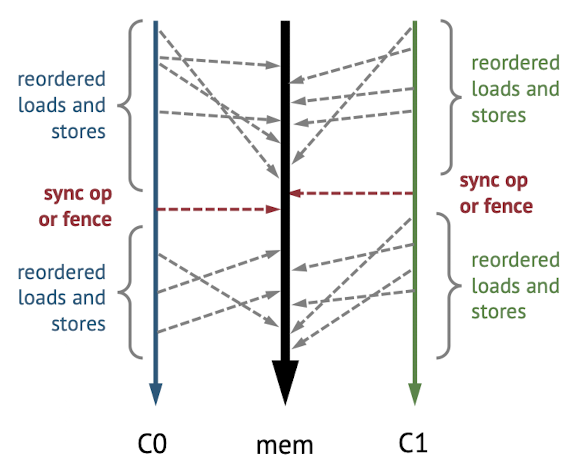 reordered
loads and
stores
reordered
loads and
stores
sync op
or fence
sync op
or fence
reordered
loads and
stores
reordered
loads and
stores
C0
mem
C1